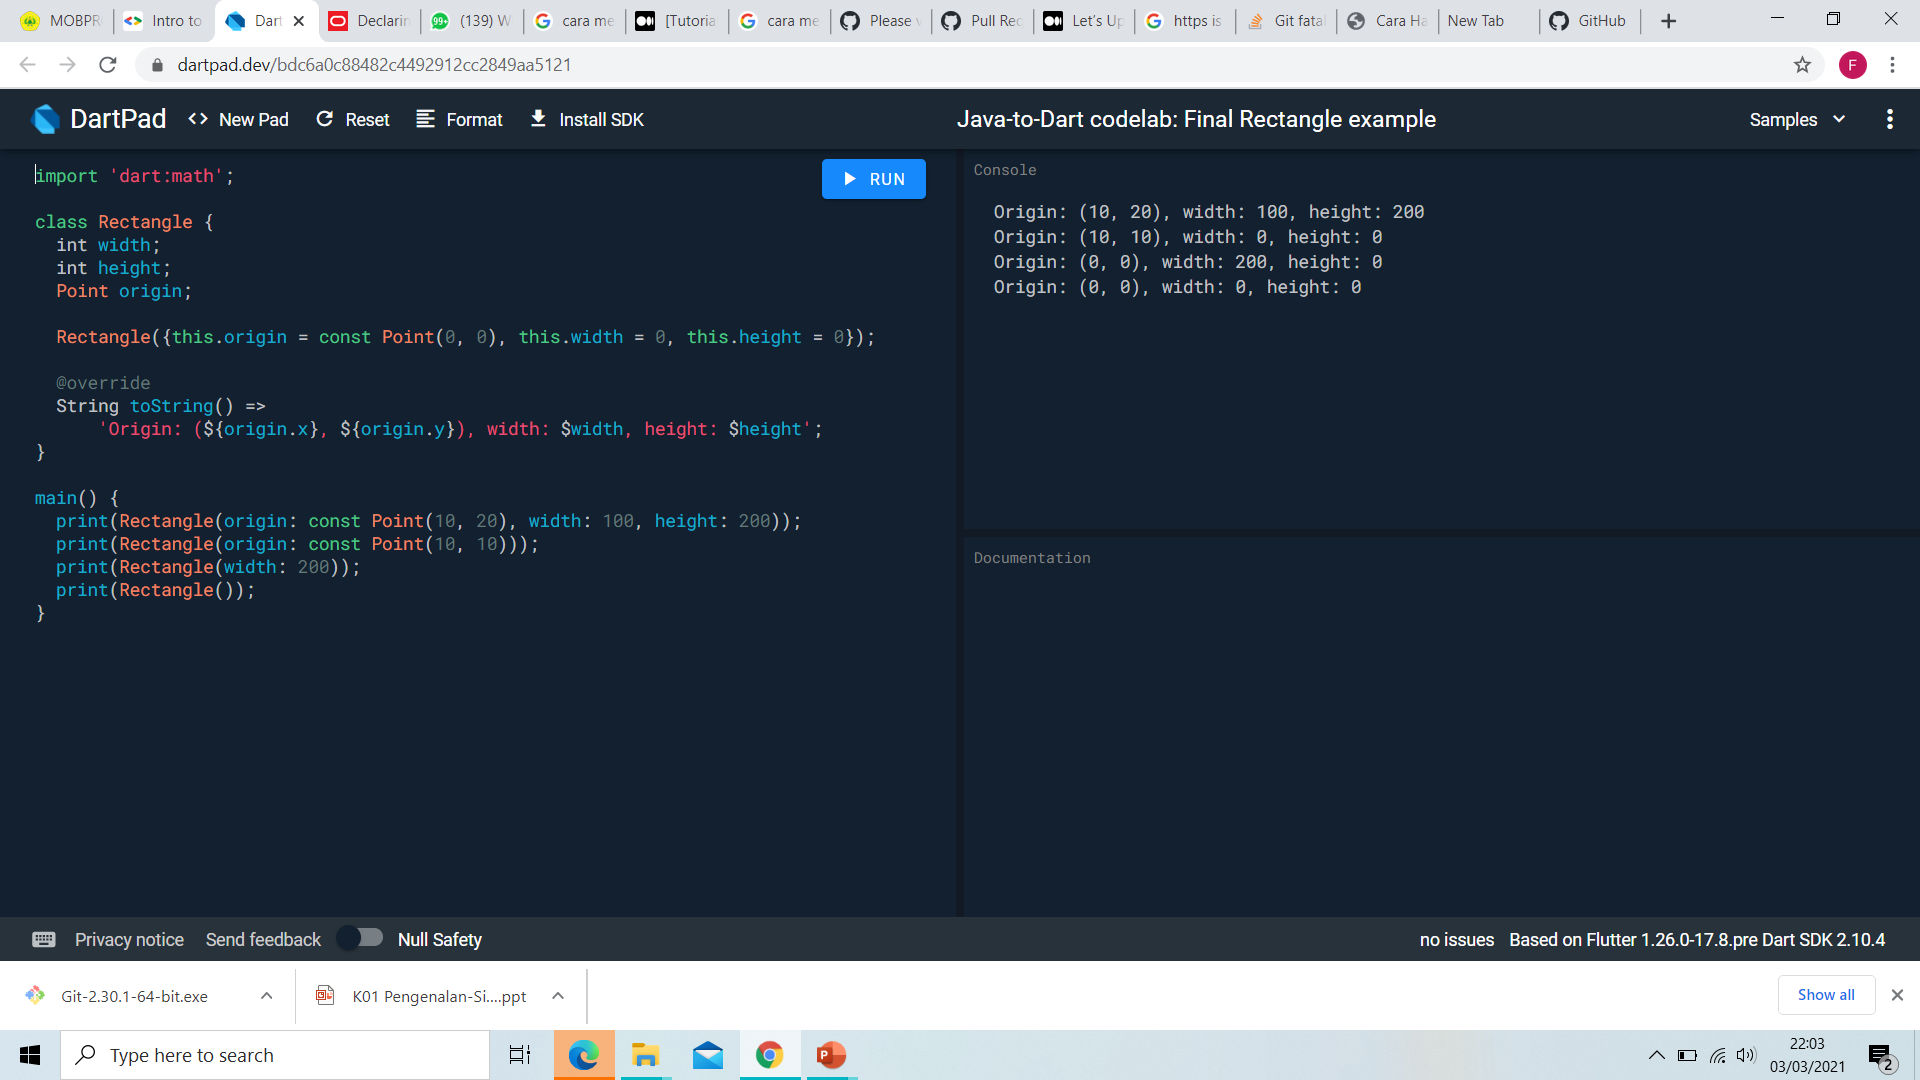 MOBPR
Intro to
Dart
Declarin
(139) W
cara me
[Tutoria
cara me
Please v
Pull Rec
Let's Up
https is
Git fata
Cara Ha
New Tab
GitHub
dartpad.dev/bdc6a0c88482c4492912cc2849aa5121
F
DartPad
<> New Pad
Reset
Format
Install SDK
Java-to-Dart codelab: Final Rectangle example
Samples
import 'dart:math';
class Rectangle {
int width;
int height;
Point origin;
Rectangle({this.origin = const Point(0, 0), this.width = 0, this.height = 0});
@override
String toString() =>
'Origin: (${origin.x}, ${origin.y}), width: $width, height: $height';
}
main() {
print(Rectangle(origin: const Point(10, 20), width: 100, height: 200));
print(Rectangle(origin: const Point(10, 10)));
print(Rectangle(width: 200));
print(Rectangle());
}
RUN
Console
Origin: (10, 20), width: 100, height: 200
Origin: (10, 10), width: 0, height: 0
Origin: (0, 0), width: 200, height: 0
Origin: (0, 0), width: 0, height: 0
Documentation
Privacy notice
Send feedback
Null Safety
no issues
Based on Flutter 1.26.0-17.8.pre Dart SDK 2.10.4
Git-2.30.1-64-bit.exe
K01 Pengenalan-Si....ppt
Show all
Type here to search
22:03
03/03/2021
2